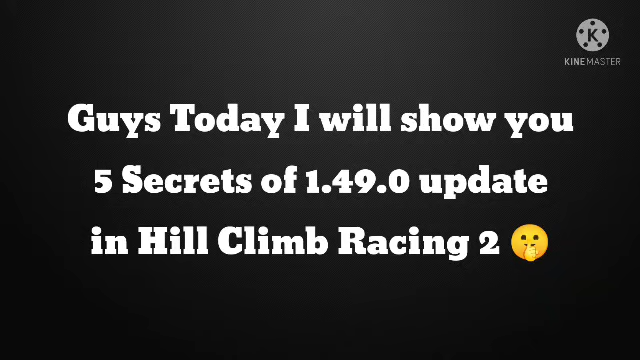 KINEMASTER
Guys Today I will show you
5 Secrets of 1.49.0 update
in Hill Climb Racing 2 🤫